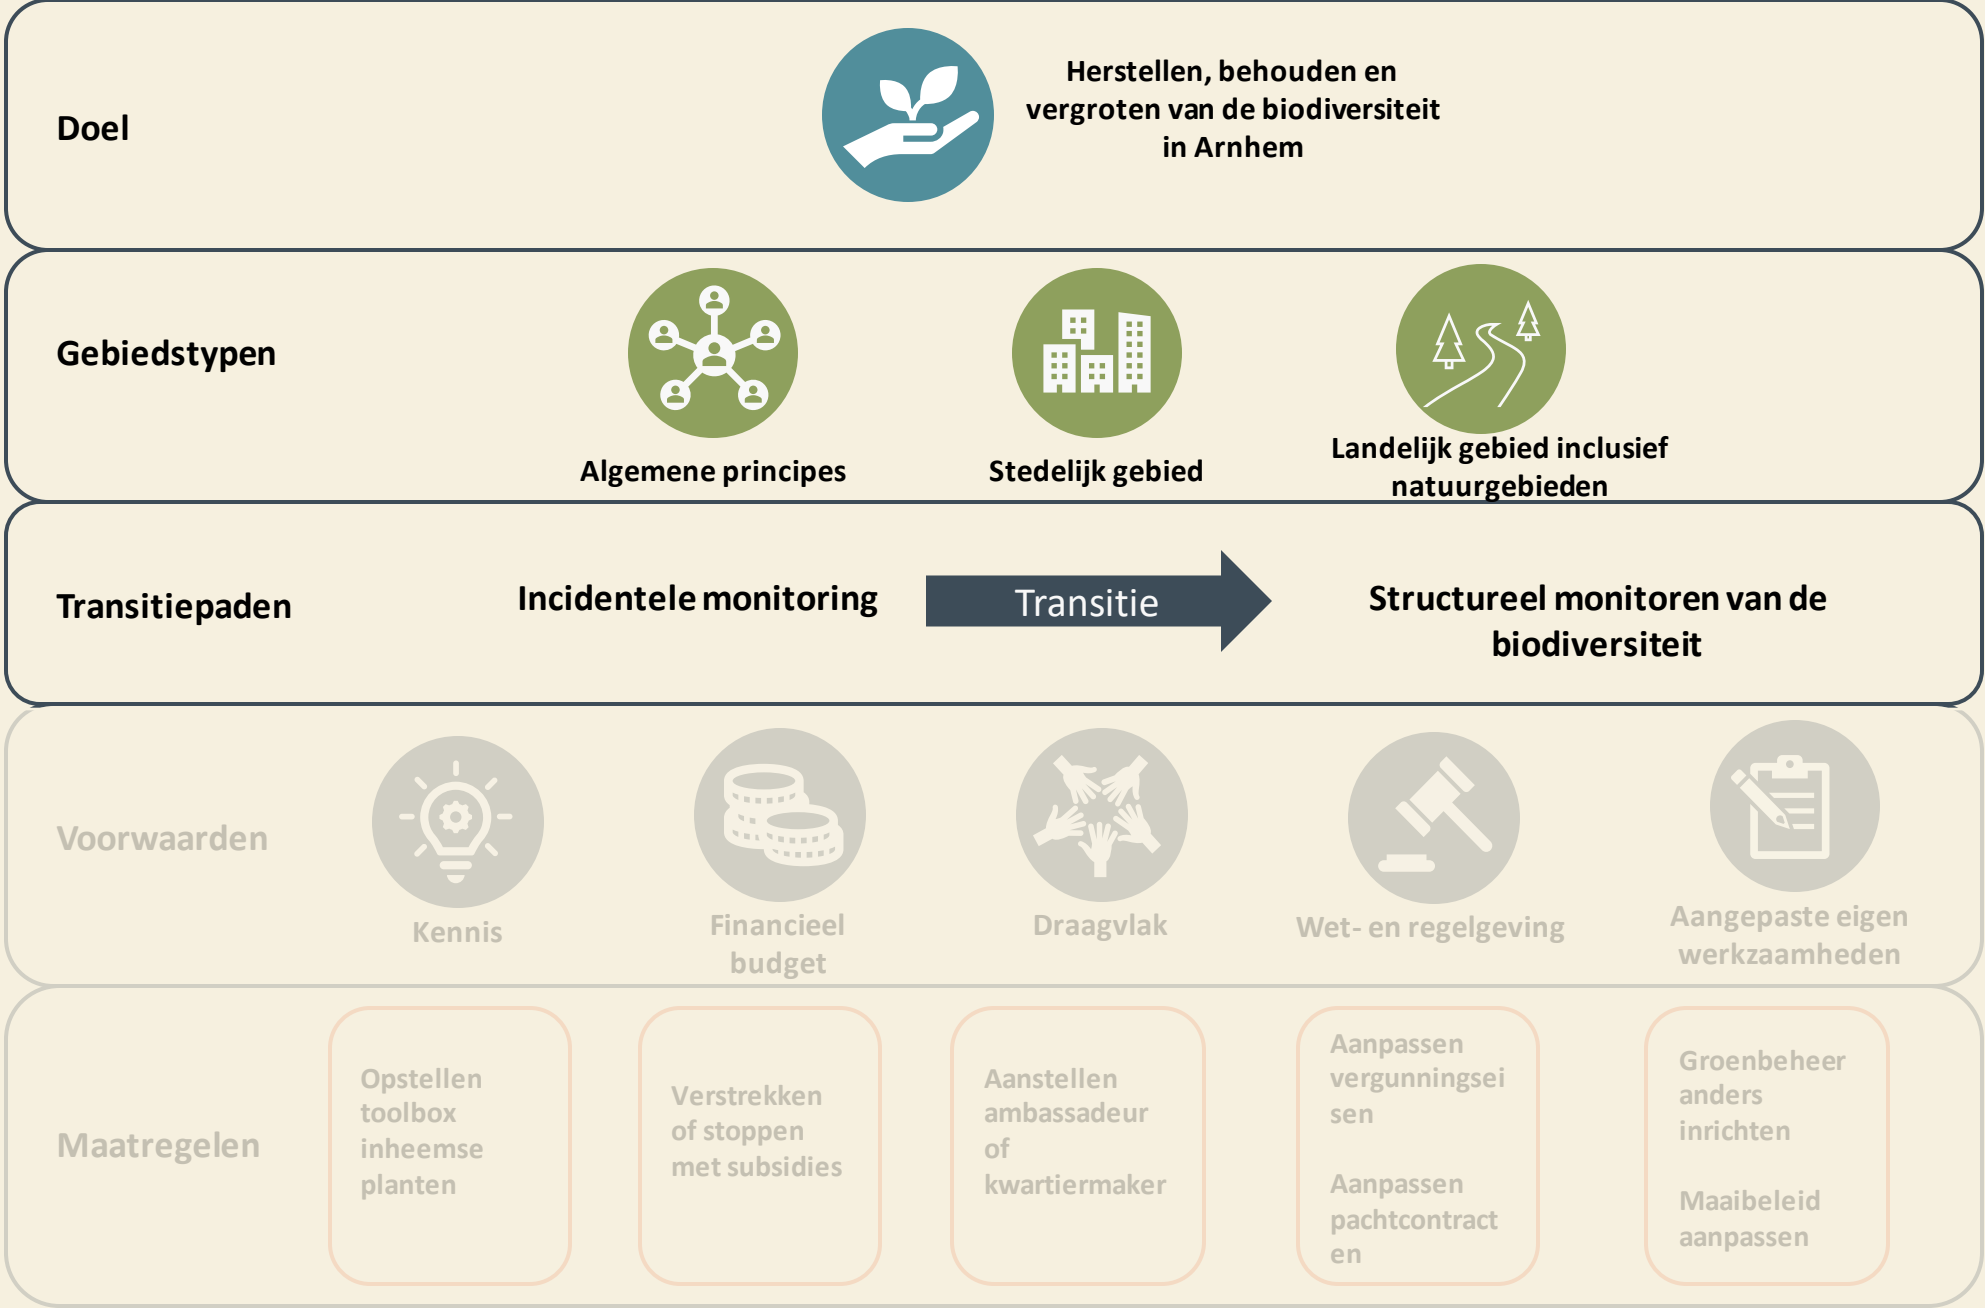 Doel
Herstellen, behouden en
vergroten van de biodiversiteit
in Arnhem
Gebiedstypen
Algemene principes
Stedelijk gebied
Landelijk gebied inclusief
natuurgebieden
Transitiepaden
Incidentele monitoring
Transitie
Structureel monitoren van de
biodiversiteit
Voorwaarden
Kennis
Financieel
budget
Draagvlak
Wet- en regelgeving
Aangepaste eigen
werkzaamheden
Maatregelen
Opstellen
toolbox
inheemse
planten
Verstrekken
of stoppen
met subsidies
Aanstellen
ambassadeur
of
kwartiermaker
Aanpassen
vergunningsei
sen
Aanpassen
pachtcontract
en
Groenbeheer
anders
inrichten
Maaibeleid
aanpassen